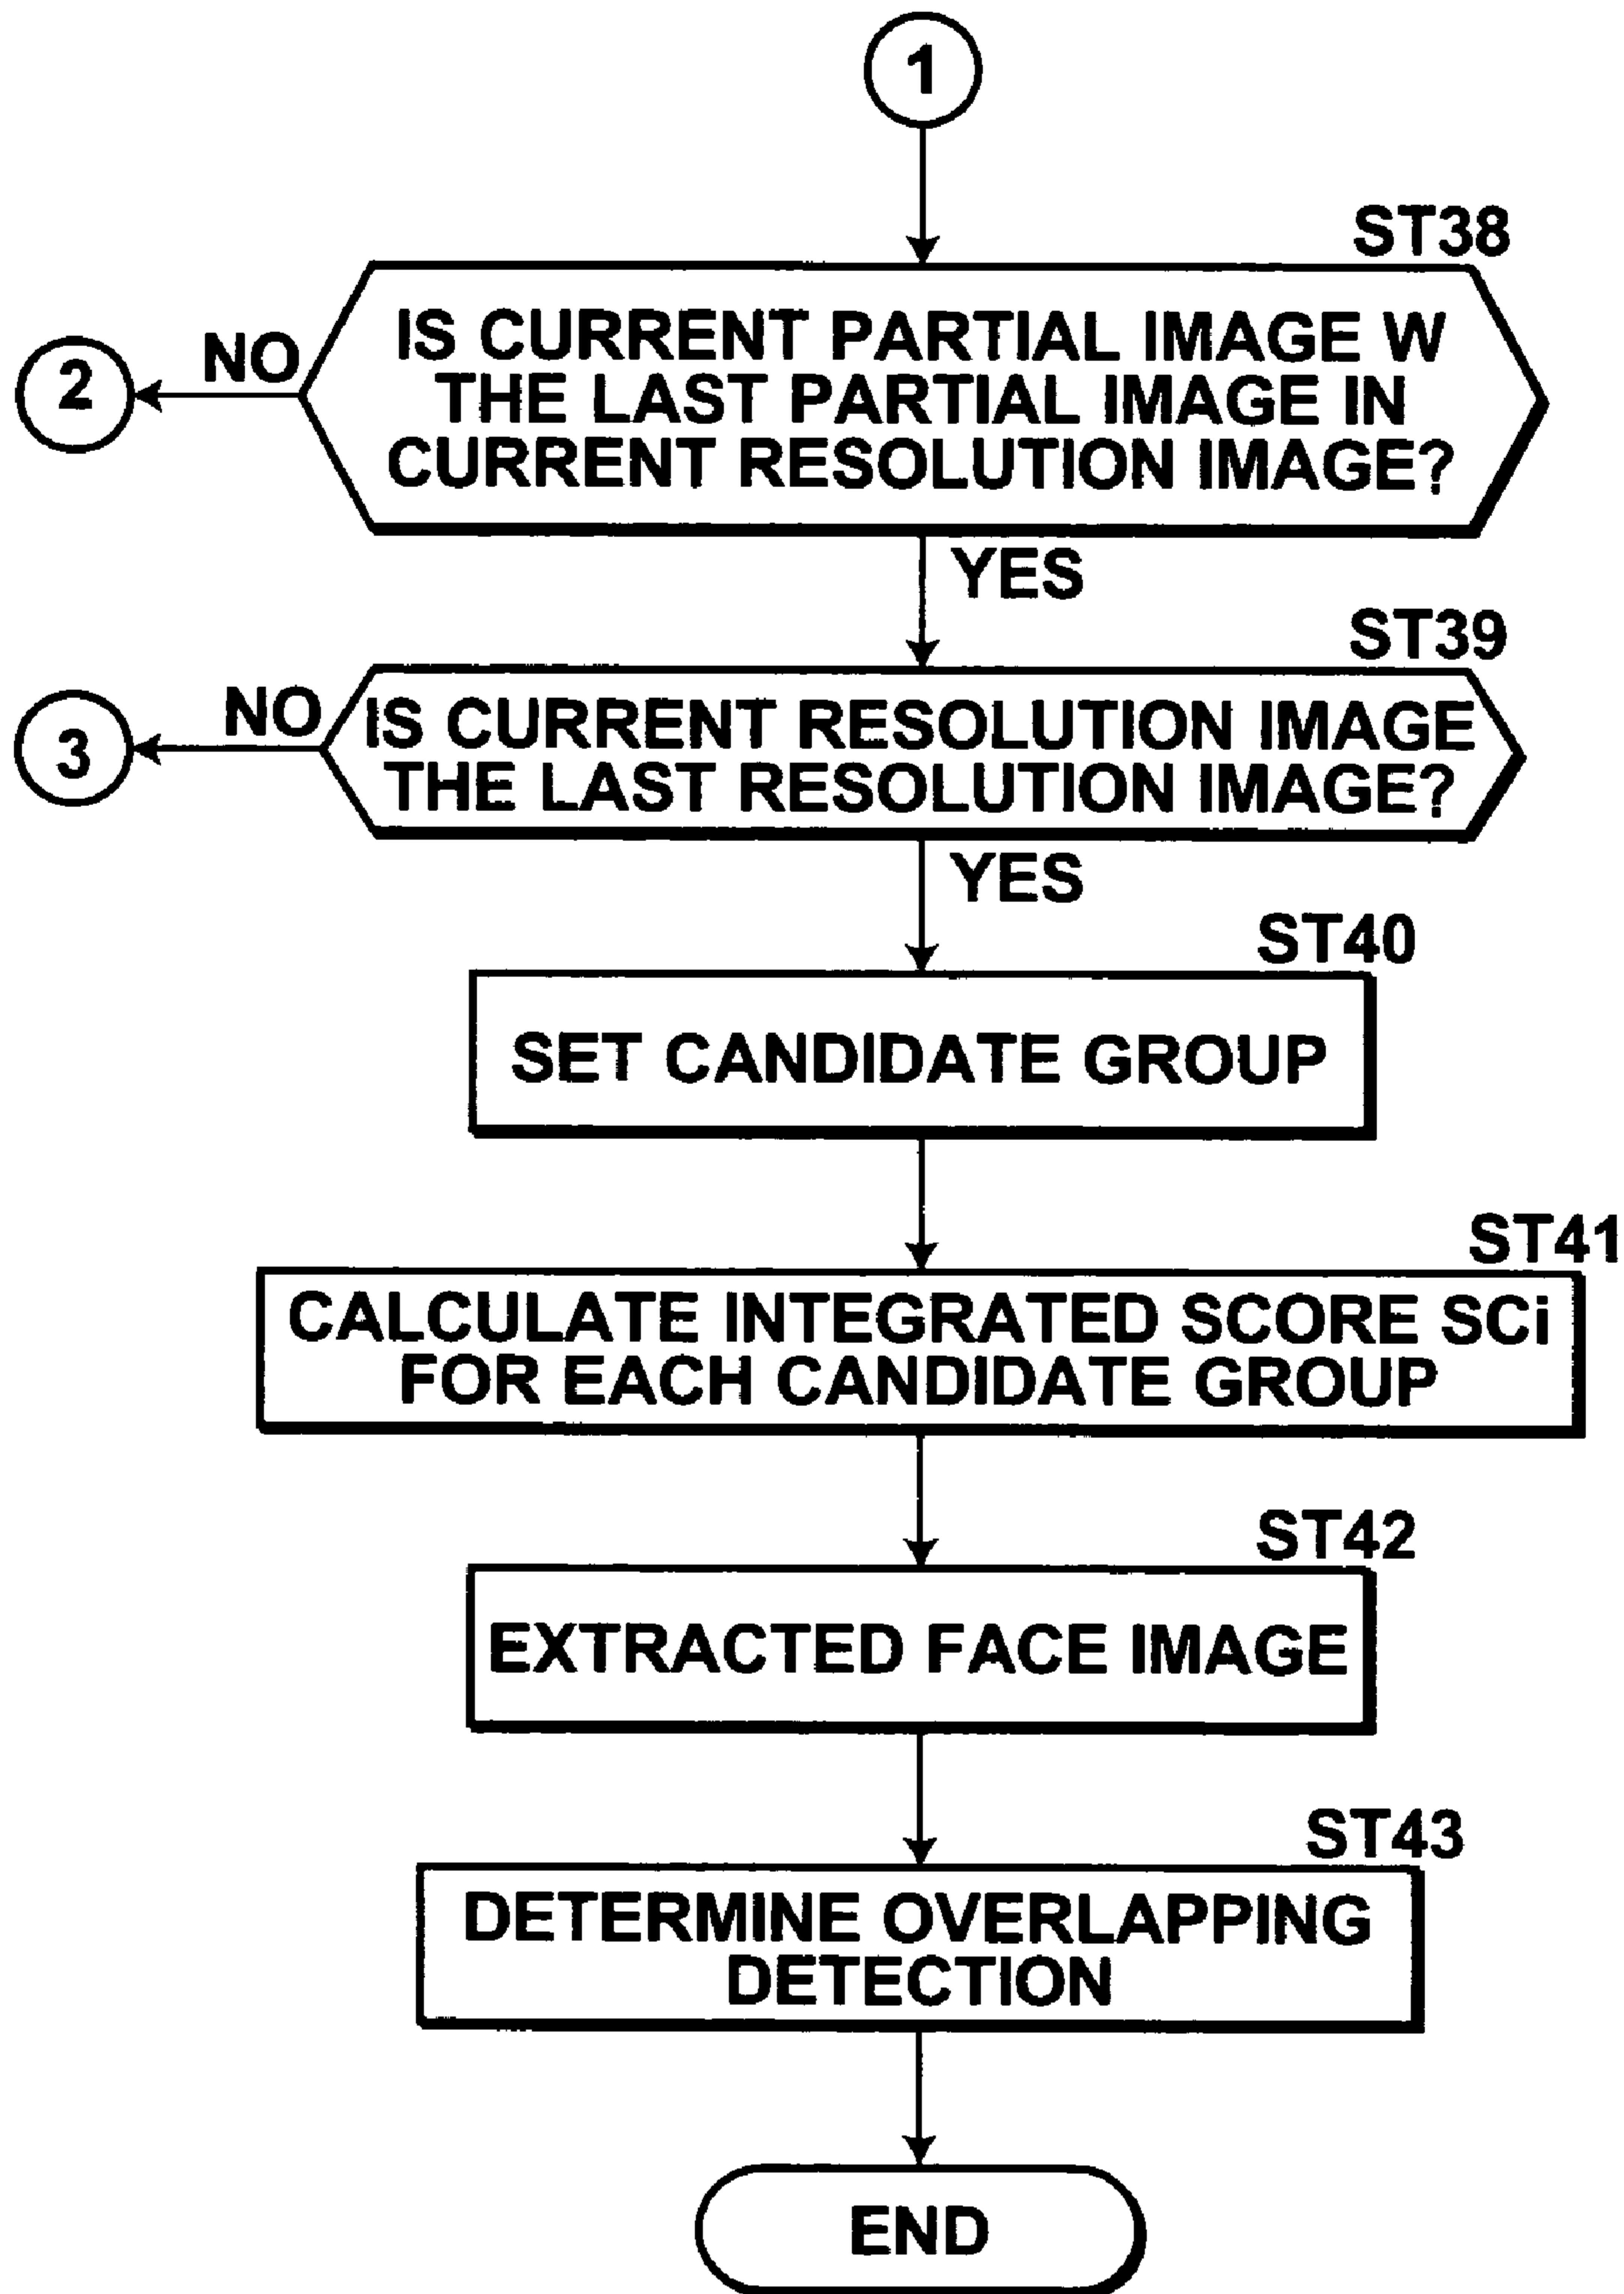 1
ST38
IS CURRENT PARTIAL IMAGE W
THE LAST PARTIAL IMAGE IN
CURRENT RESOLUTION IMAGE?
NO
2
YES
ST39
IS CURRENT RESOLUTION IMAGE
THE LAST RESOLUTION IMAGE?
NO
3
YES
ST40
SET CANDIDATE GROUP
ST41
CALCULATE INTEGRATED SCORE SCi
FOR EACH CANDIDATE GROUP
ST42
EXTRACTED FACE IMAGE
ST43
DETERMINE OVERLAPPING
DETECTION
END